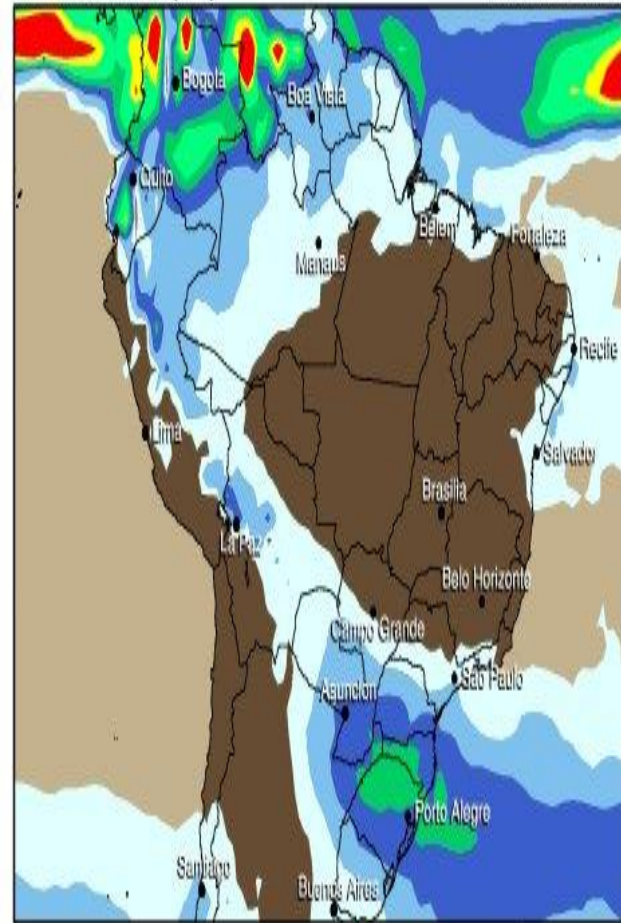 Bogota
Boa Vista
Quito
Belem
Fortaleza
Manaus
Recife
Lima
Salvador
Brasilia
La Paz
Belo Horizonte
Campo Grande
Sao Paulo
Asuncion
Porto Alegre
Santiago
Buenos Aires